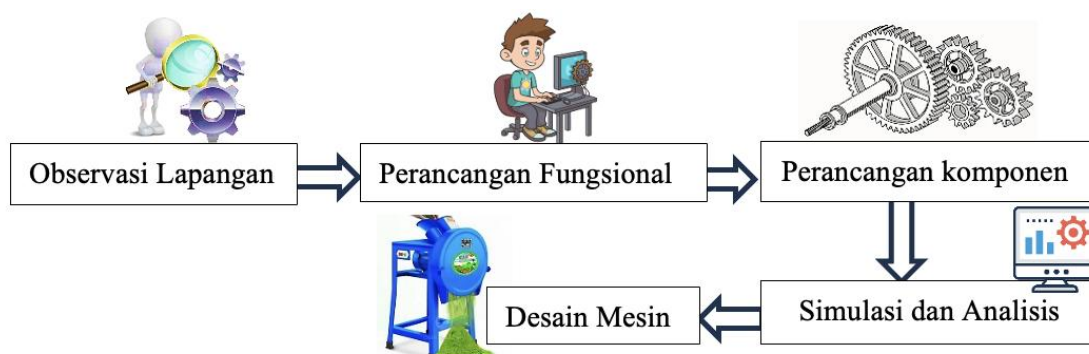 Observasi Lapangan
Perancangan Fungsional
Perancangan komponen
Simulasi dan Analisis
Desain Mesin